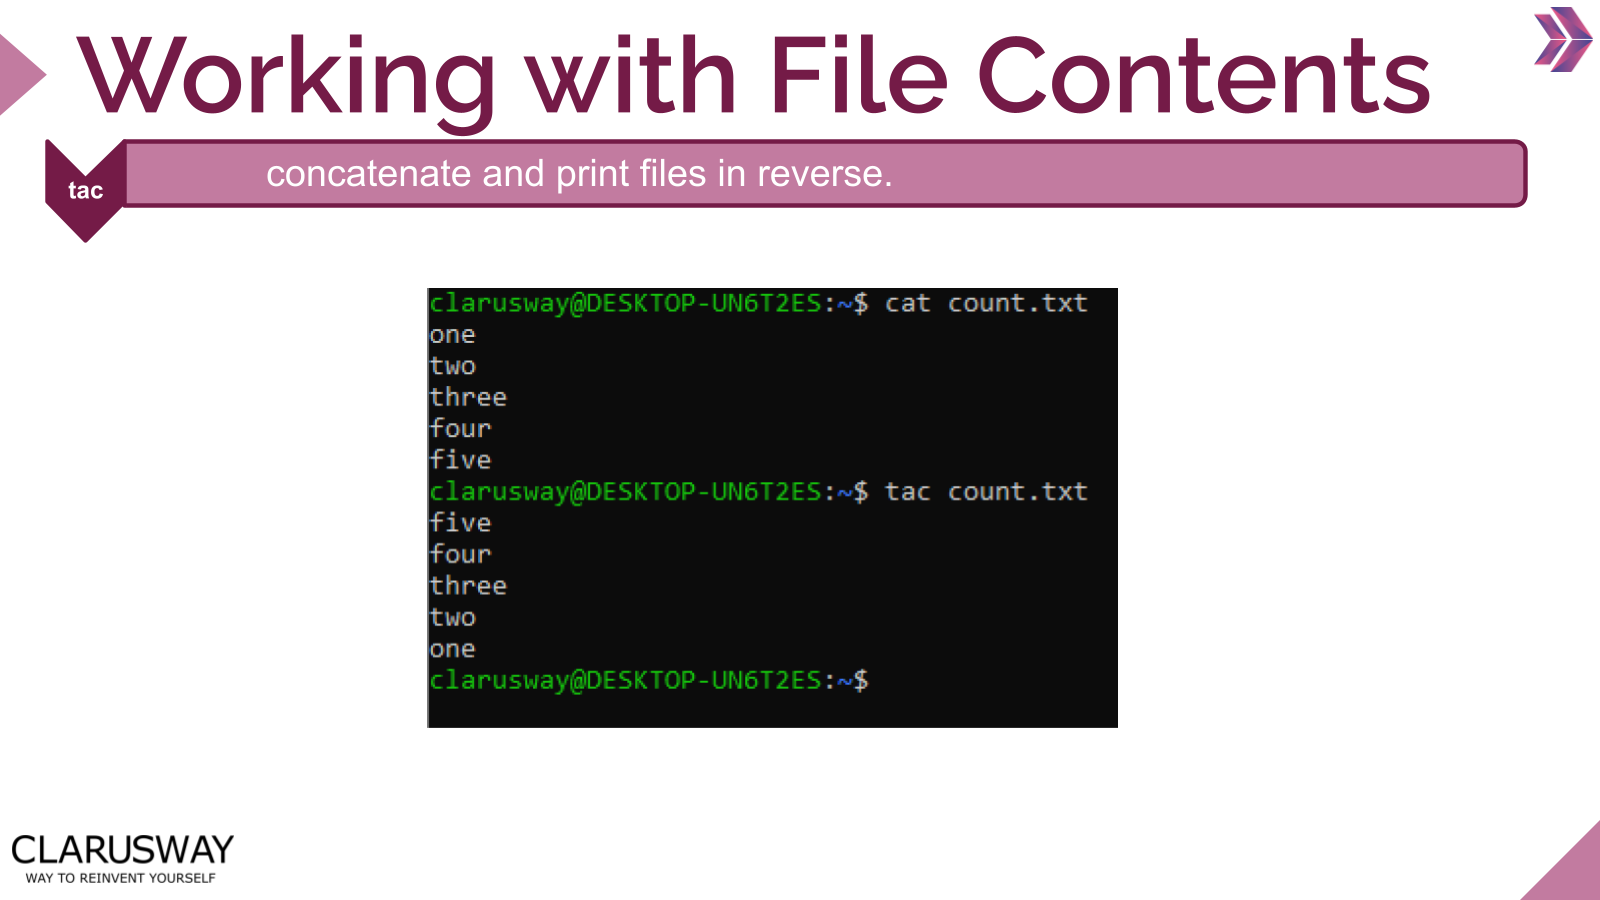 Working with File Contents
tac
concatenate and print files in reverse.
clarusway@DESKTOP-UN6T2ES:~$ cat count.txt
one
two
three
four
five
clarusway@DESKTOP-UN6T2ES:~$ tac count.txt
five
four
three
two
one
clarusway@DESKTOP-UN6T2ES:~$
CLARUSWAY
WAY TO REINVENT YOURSELF